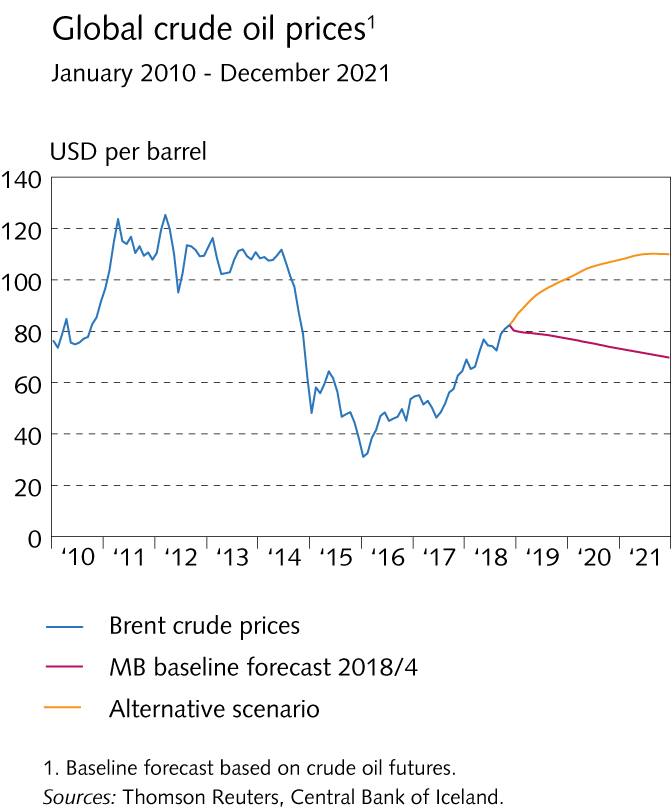 Global crude oil prices¹
January 2010 - December 2021
USD per barrel
140
120
100
80
60
40
20
0
‘10 ‘11 ‘12 ‘13 ‘14 ‘15 ‘16 ‘17 ‘18 ‘19 ‘20 ‘21
Brent crude prices
MB baseline forecast 2018/4
Alternative scenario
1. Baseline forecast based on crude oil futures.
Sources: Thomson Reuters, Central Bank of Iceland.